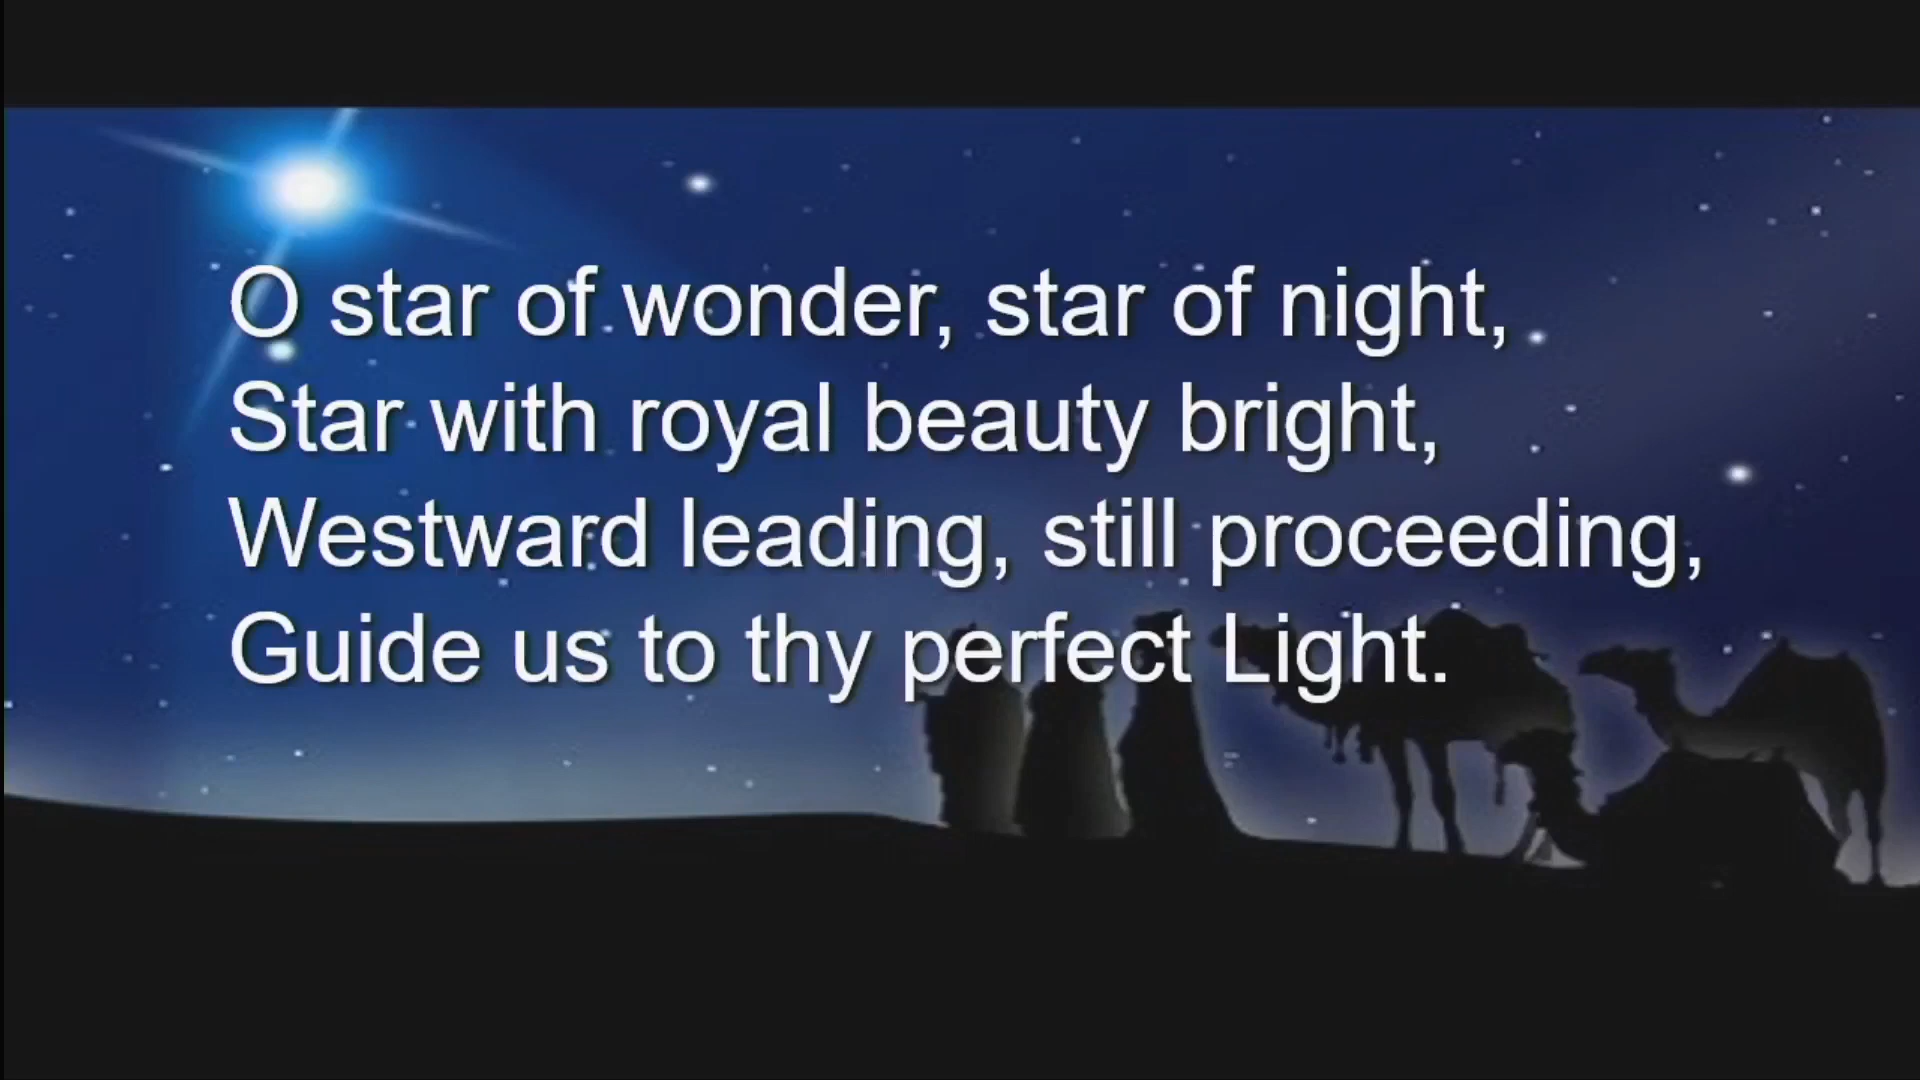 O star of wonder, star of night,
Star with royal beauty bright,
Westward leading, still proceeding,
Guide us to thy perfect Light.